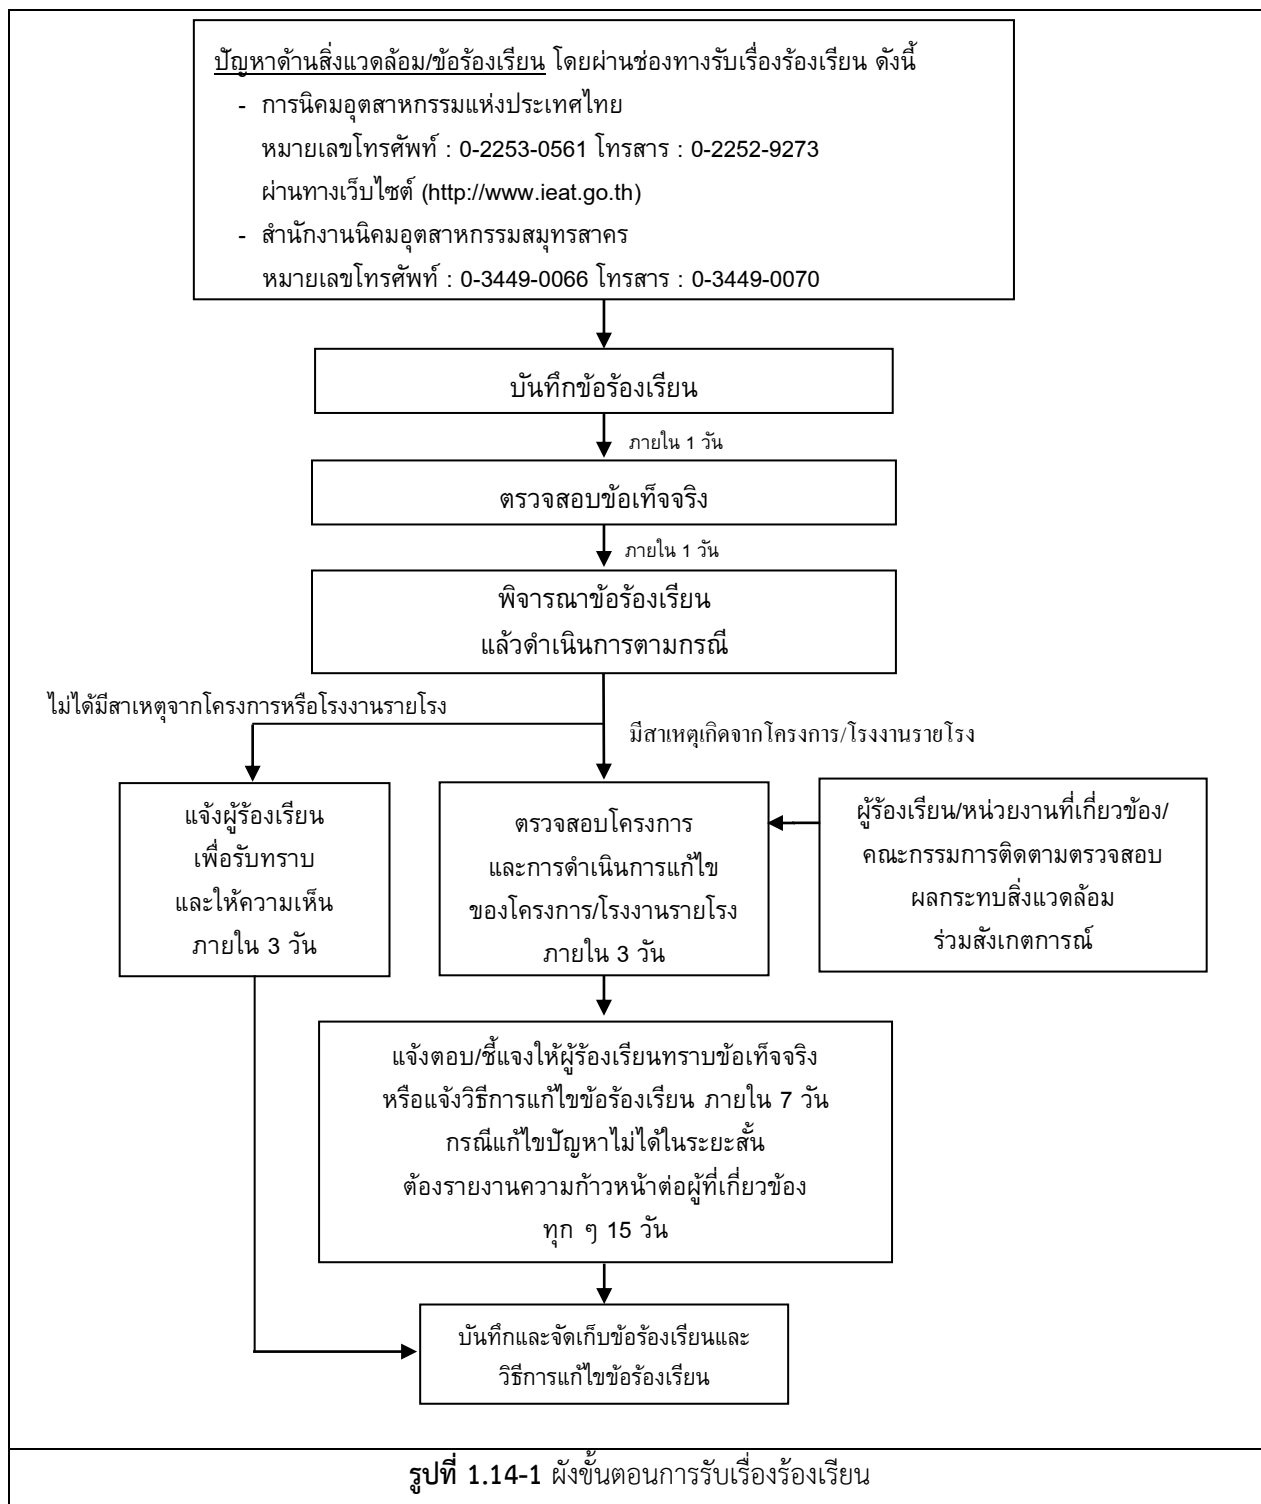 ปัญหาด้านสิ่งแวดล้อม/ข้อร้องเรียน โดยผ่านช่องทางรับเรื่องร้องเรียน ดังนี้
- การนิคมอุตสาหกรรมแห่งประเทศไทย
หมายเลขโทรศัพท์ : 0-2253-0561 โทรสาร : 0-2252-9273
ผ่านทางเว็บไซต์ (http://www.ieat.go.th)
- สำนักงานนิคมอุตสาหกรรมสมุทรสาคร
หมายเลขโทรศัพท์ : 0-3449-0066 โทรสาร : 0-3449-0070
บันทึกข้อร้องเรียน
ภายใน 1 วัน
ตรวจสอบข้อเท็จจริง
ภายใน 1 วัน
พิจารณาข้อร้องเรียน
แล้วดำเนินการตามกรณี
ไม่ได้มีสาเหตุจากโครงการหรือโรงงานรายโรง
มีสาเหตุเกิดจากโครงการ/โรงงานรายโรง
แจ้งผู้ร้องเรียน
เพื่อรับทราบ
และให้ความเห็น
ภายใน 3 วัน
ตรวจสอบโครงการ
และการดำเนินการแก้ไข
ของโครงการ/โรงงานรายโรง
ภายใน 3 วัน
ผู้ร้องเรียน/หน่วยงานที่เกี่ยวข้อง/
คณะกรรมการติดตามตรวจสอบ
ผลกระทบสิ่งแวดล้อม
ร่วมสังเกตการณ์
แจ้งตอบ/ชี้แจงให้ผู้ร้องเรียนทราบข้อเท็จจริง
หรือแจ้งวิธีการแก้ไขข้อร้องเรียน ภายใน 7 วัน
กรณีแก้ไขปัญหาไม่ได้ในระยะสั้น
ต้องรายงานความก้าวหน้าต่อผู้ที่เกี่ยวข้อง
ทุก ๆ 15 วัน
บันทึกและจัดเก็บข้อร้องเรียนและ
วิธีการแก้ไขข้อร้องเรียน
รูปที่ 1.14-1 ผังขั้นตอนการรับเรื่องร้องเรียน